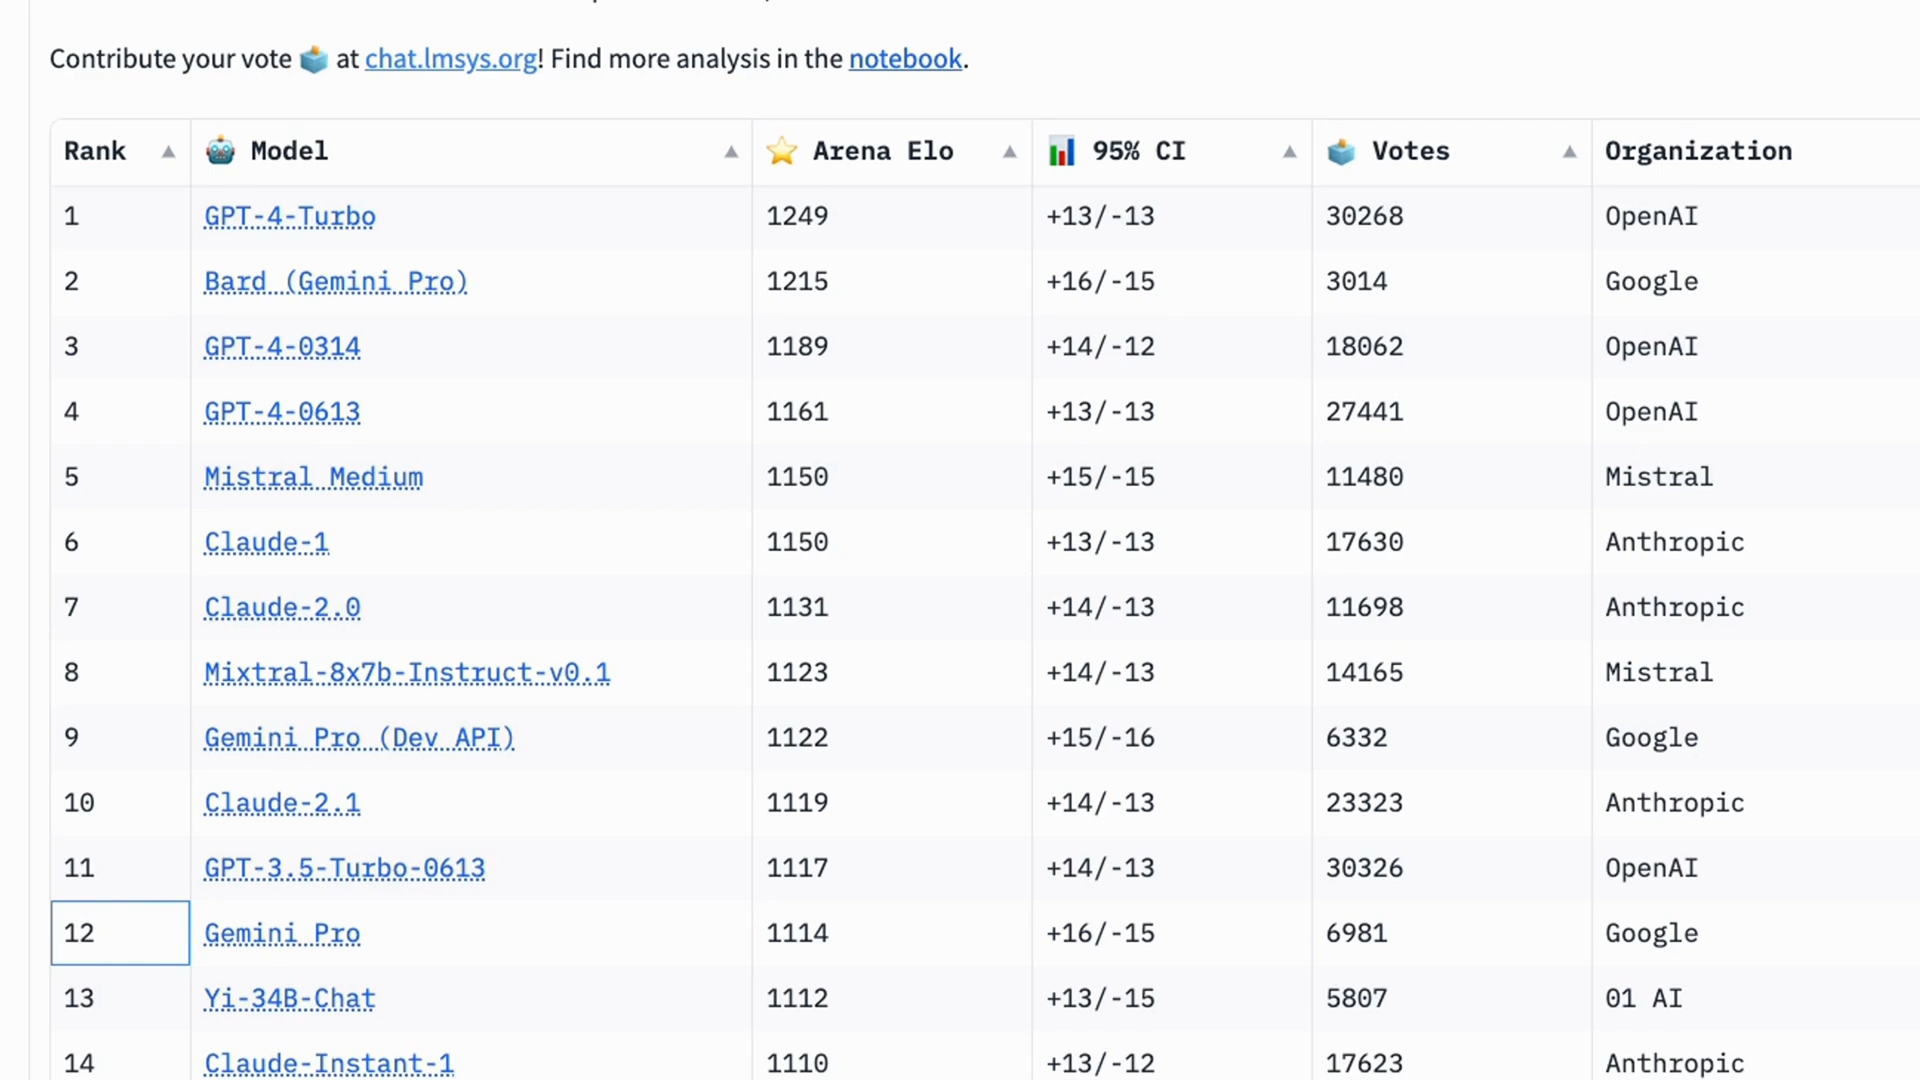 Contribute your vote 🗳️ at chat.lmsys.org! Find more analysis in the notebook.
Rank ▲ 🤖 Model ▲ ⭐ Arena Elo ▲ 📊 95% CI ▲ 🗳️ Votes ▲ Organization
1 GPT-4-Turbo 1249 +13/-13 30268 OpenAI
2 Bard (Gemini Pro) 1215 +16/-15 3014 Google
3 GPT-4-0314 1189 +14/-12 18062 OpenAI
4 GPT-4-0613 1161 +13/-13 27441 OpenAI
5 Mistral Medium 1150 +15/-15 11480 Mistral
6 Claude-1 1150 +13/-13 17630 Anthropic
7 Claude-2.0 1131 +14/-13 11698 Anthropic
8 Mixtral-8x7b-Instruct-v0.1 1123 +14/-13 14165 Mistral
9 Gemini Pro (Dev API) 1122 +15/-16 6332 Google
10 Claude-2.1 1119 +14/-13 23323 Anthropic
11 GPT-3.5-Turbo-0613 1117 +14/-13 30326 OpenAI
12 Gemini Pro 1114 +16/-15 6981 Google
13 Yi-34B-Chat 1112 +13/-15 5807 01 AI
14 Claude-Instant-1 1110 +13/-12 17623 Anthropic